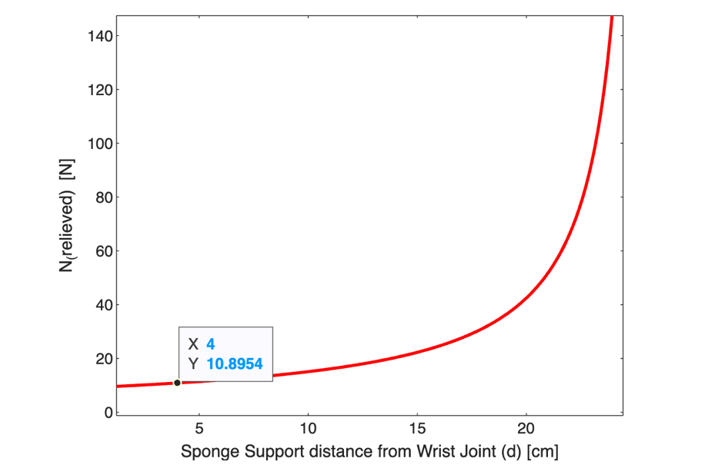 140
120
100
80
60
40
20
0
N(relieved) [N]
X 4
Y 10.8954
5 10 15 20
Sponge Support distance from Wrist Joint (d) [cm]